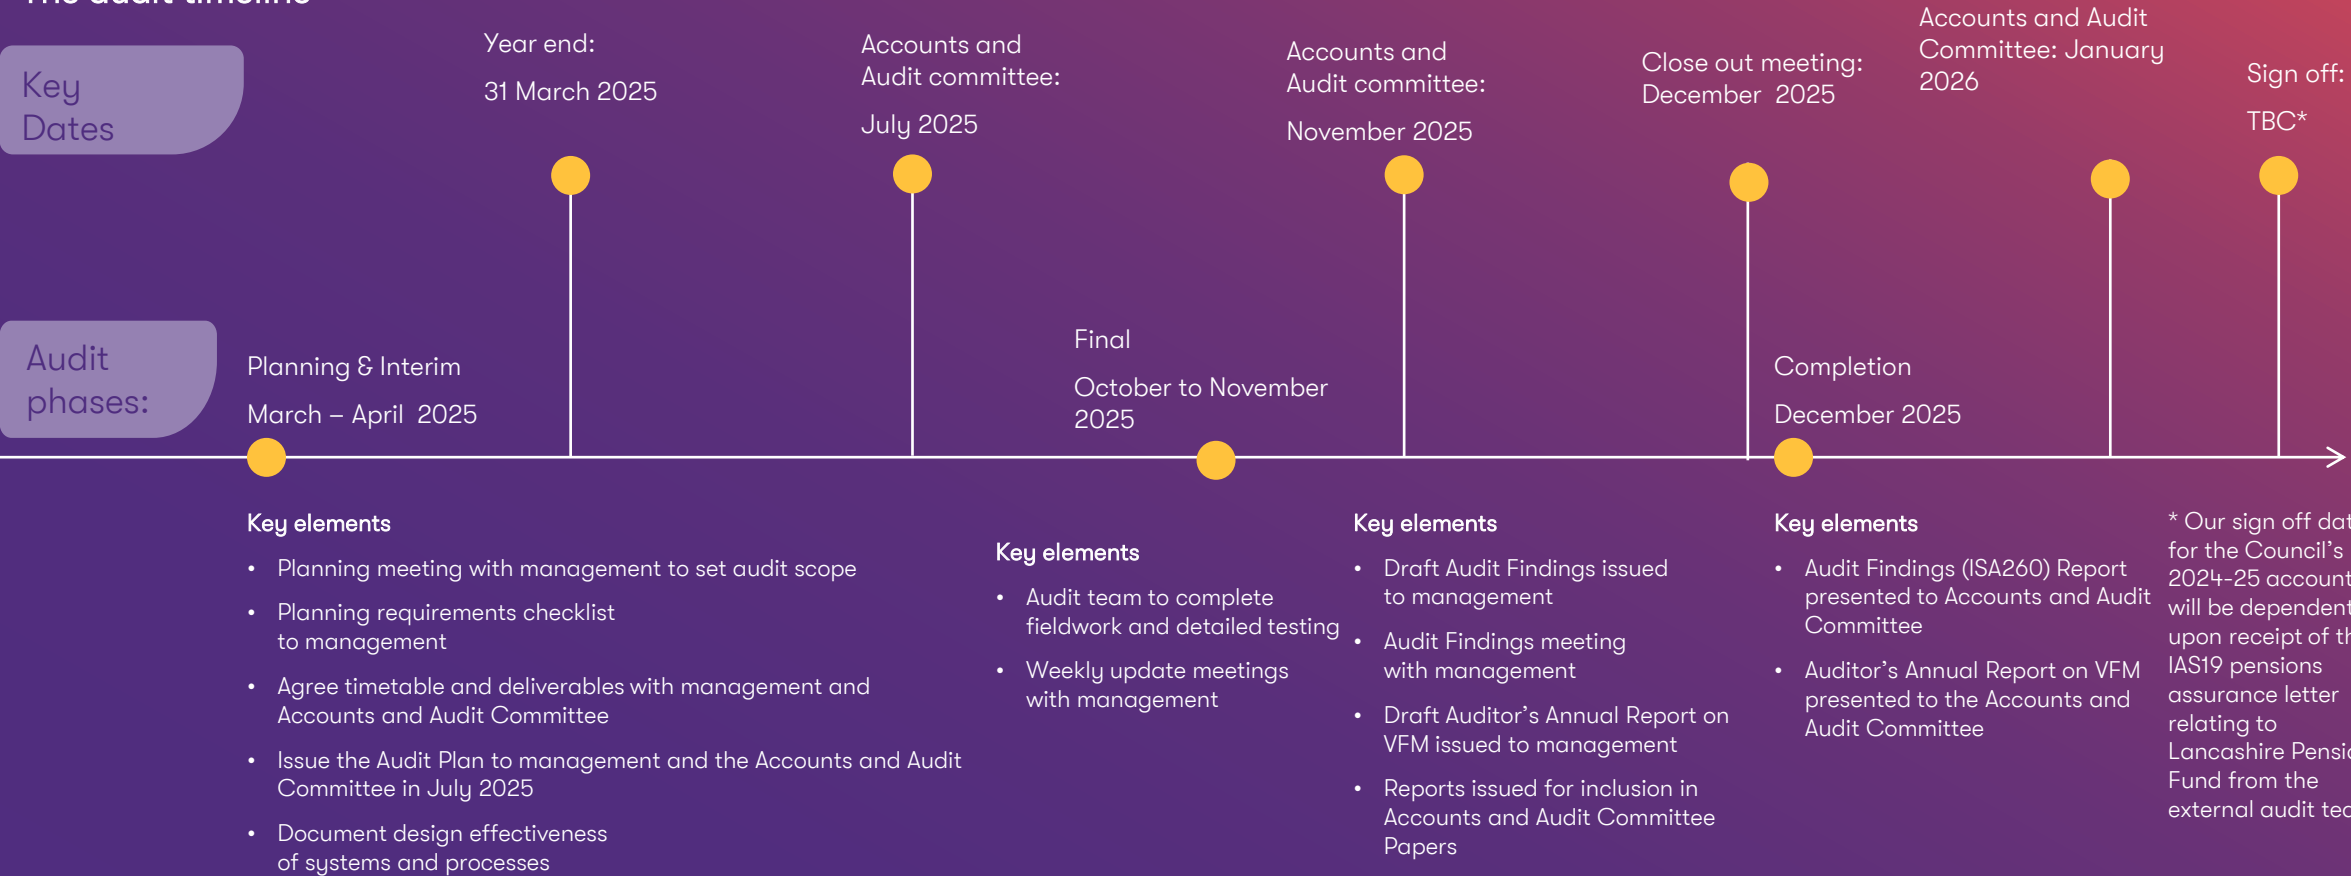 The audit timeline
Key
Dates
Year end:
31 March 2025
Accounts and
Audit committee:
July 2025
Accounts and
Audit committee:
November 2025
Close out meeting:
December 2025
Accounts and Audit
Committee: January
2026
Sign off:
TBC*
Audit
phases:
Planning & Interim
March – April 2025
Final
October to November
2025
Completion
December 2025
Key elements
• Planning meeting with management to set audit scope
• Planning requirements checklist
to management
• Agree timetable and deliverables with management and
Accounts and Audit Committee
• Issue the Audit Plan to management and the Accounts and Audit
Committee in July 2025
• Document design effectiveness
of systems and processes
Key elements
• Audit team to complete
fieldwork and detailed testing
• Weekly update meetings
with management
Key elements
• Draft Audit Findings issued
to management
• Audit Findings meeting
with management
• Draft Auditor's Annual Report on
VFM issued to management
• Reports issued for inclusion in
Accounts and Audit Committee
Papers
Key elements
• Audit Findings (ISA260) Report
presented to Accounts and Audit
Committee
• Auditor's Annual Report on VFM
presented to the Accounts and
Audit Committee
* Our sign off
for the Council's
2024-25
will be dependent
upon receipt of
IAS19 pensions
assurance letter
relating to
Lancashire
Fund from the
external audit